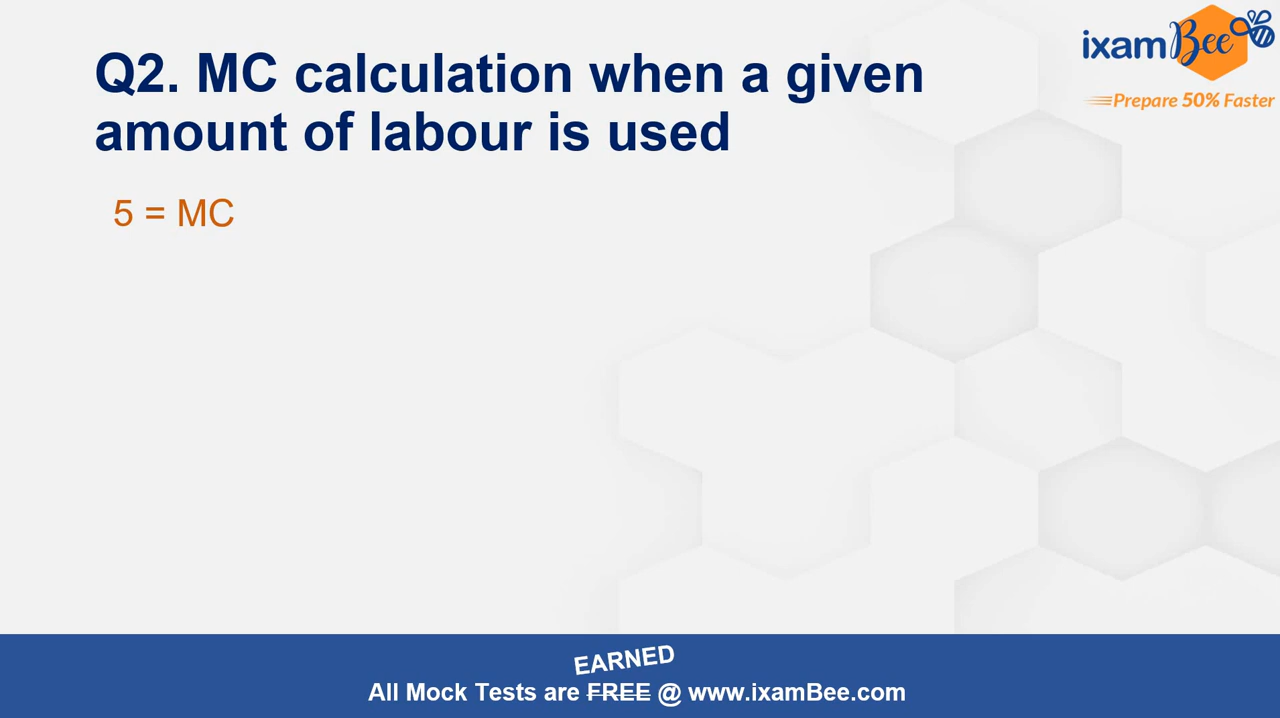 ixamBee
Prepare 50% Faster
Q2. MC calculation when a given
amount of labour is used
5 = MC
EARNED
All Mock Tests are FREE @ www.ixamBee.com